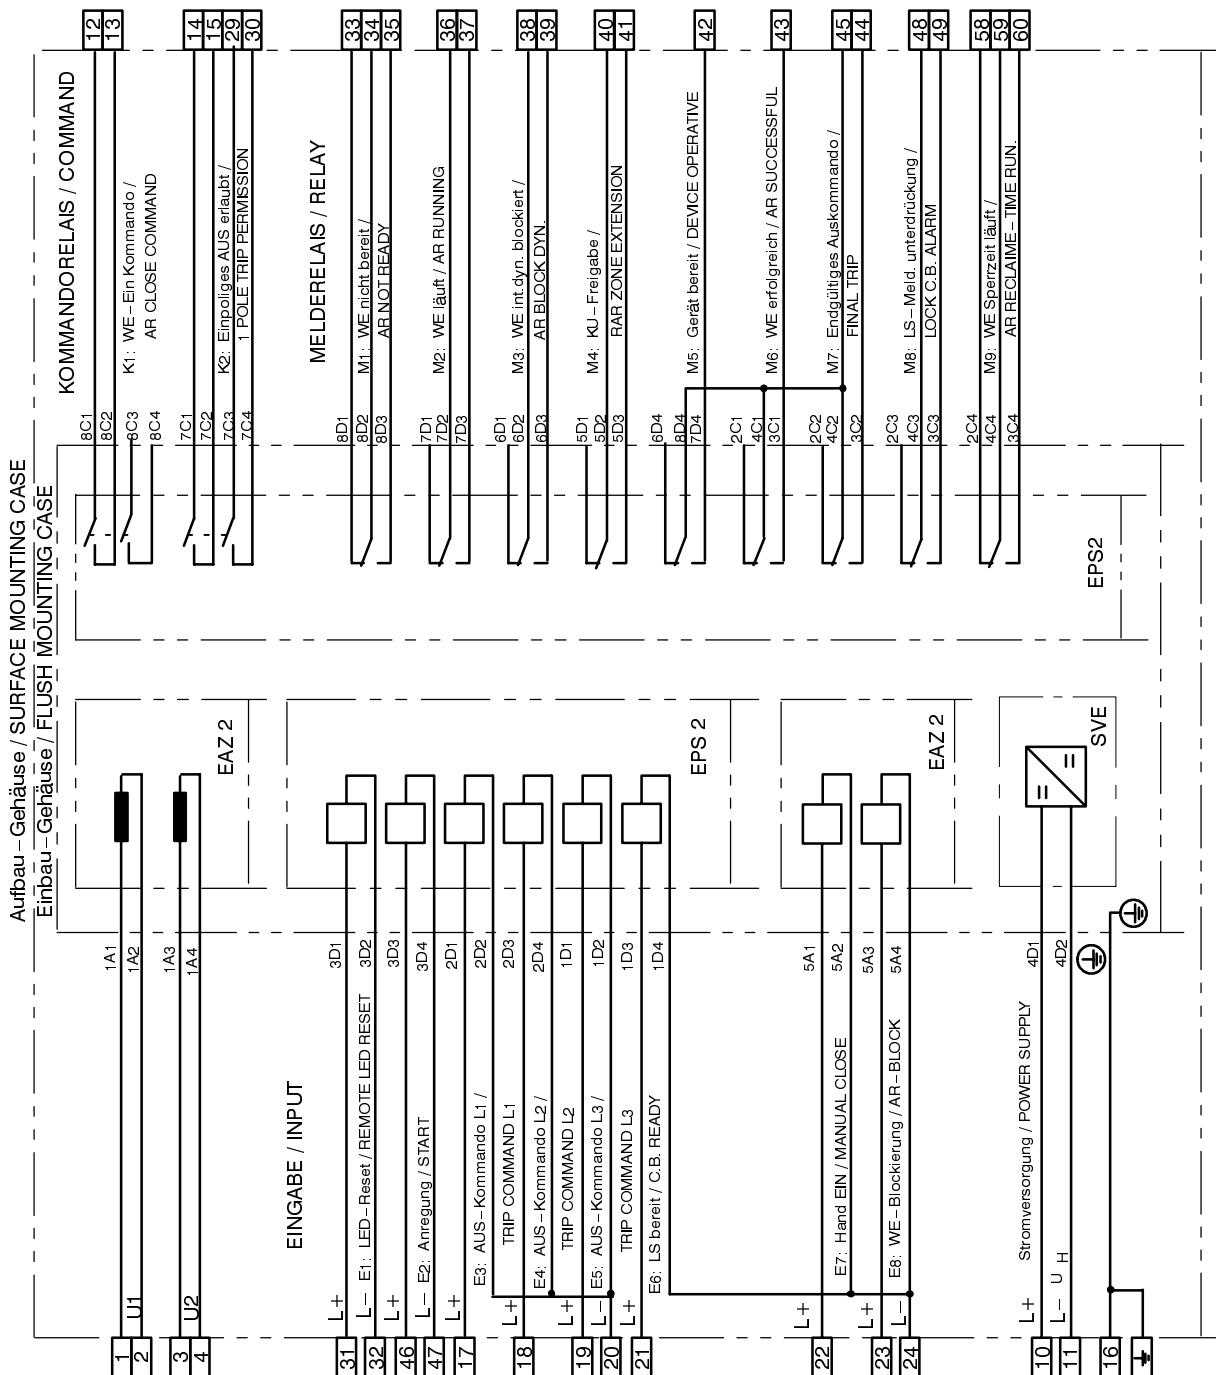 Aufbau–Gehäuse / SURFACE MOUNTING CASE
Einbau–Gehäuse / FLUSH MOUNTING CASE
KOMMANDORELAIS / COMMAND
12
13
14
15
29
30
K1: WE–Ein Kommando /
AR CLOSE COMMAND
K2: Einpoliges AUS erlaubt /
1 POLE TRIP PERMISSION
8C1
8C2
8C3
8C4
7C1
7C2
7C3
7C4
MELDERELAIS / RELAY
33
34
35
36
37
38
39
40
41
42
43
45
44
48
49
58
59
60
M1: WE nicht bereit /
AR NOT READY
M2: WE läuft / AR RUNNING
M3: WE int.dyn. blockiert /
AR BLOCK DYN.
M4: KU–Freigabe /
RAR ZONE EXTENSION
M5: Gerät bereit / DEVICE OPERATIVE
M6: WE erfolgreich / AR SUCCESSFUL
M7: Endgültiges Auskommando /
FINAL TRIP
M8: LS–Meld. unterdrückung /
LOCK C.B. ALARM
M9: WE Sperrzeit läuft /
AR RECLAIME–TIME RUN.
8D1
8D2
8D3
7D1
7D2
7D3
6D1
6D2
6D3
5D1
5D2
5D3
6D4
8D4
7D4
2C1
4C1
3C1
2C2
4C2
3C2
2C3
4C3
3C3
2C4
4C4
3C4
EPS2
EAZ 2
EPS 2
EAZ 2
SVE
1A1
1A2
1A3
1A4
3D1
3D2
3D3
3D4
2D1
2D2
2D3
2D4
1D1
1D2
1D3
1D4
5A1
5A2
5A3
5A4
4D1
4D2
EINGABE / INPUT
U1
U2
E1: LED–Reset / REMOTE LED RESET
E2: Anregung / START
E3: AUS–Kommando L1 /
TRIP COMMAND L1
E4: AUS–Kommando L2 /
TRIP COMMAND L2
E5: AUS–Kommando L3 /
TRIP COMMAND L3
E6: LS bereit / C.B. READY
E7: Hand EIN / MANUAL CLOSE
E8: WE–Blockierung / AR–BLOCK
Stromversorgung / POWER SUPPLY
UH
L+
L–
L+
L–
L+
L+
L+
L–
L+
L+
L+
L–
L+
L–
1
2
3
4
31
32
46
47
17
18
19
20
21
22
23
24
10
11
16